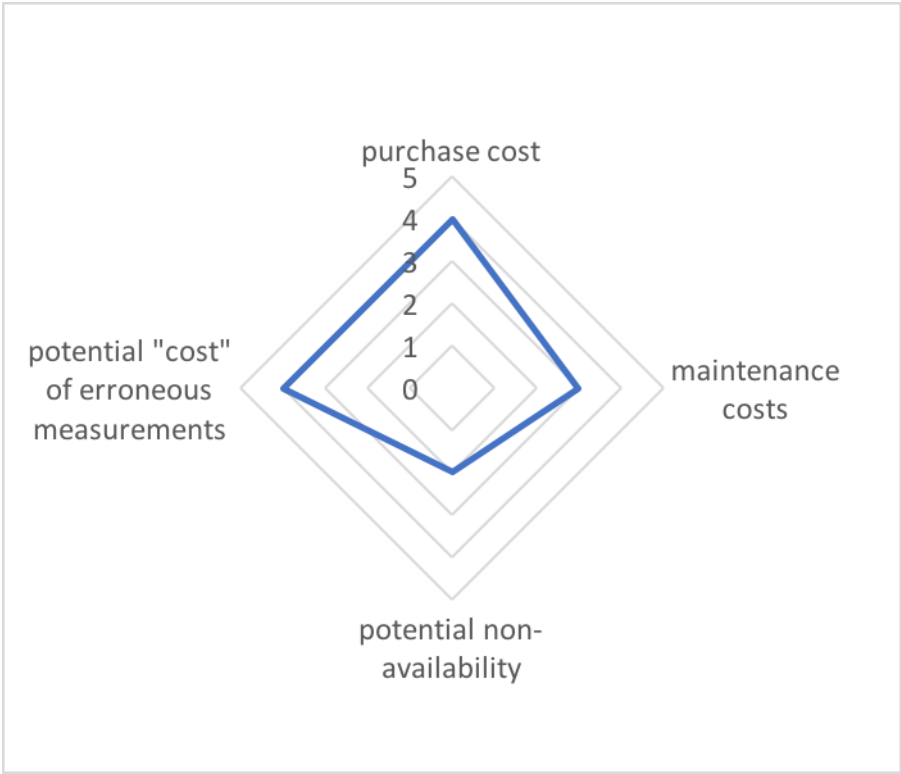 purchase cost
5
4
3
2
1
0
potential "cost"
of erroneous
measurements
maintenance
costs
potential non-
availability